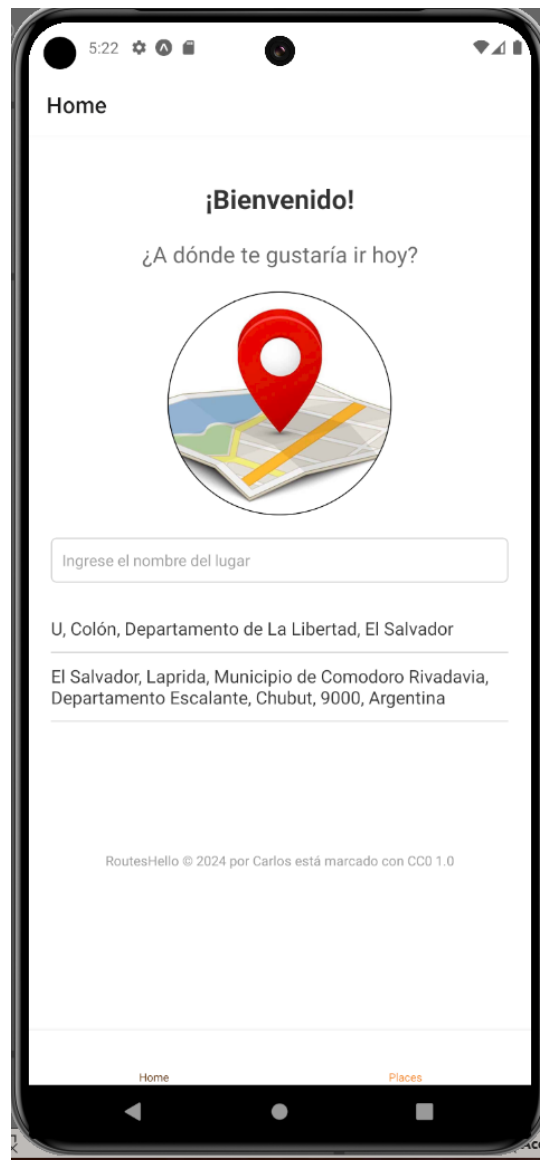 5:22
Home
¡Bienvenido!
¿A dónde te gustaría ir hoy?
Ingrese el nombre del lugar
U, Colón, Departamento de La Libertad, El Salvador
El Salvador, Laprida, Municipio de Comodoro Rivadavia,
Departamento Escalante, Chubut, 9000, Argentina
RoutesHello © 2024 por Carlos está marcado con CC0 1.0
Home Places